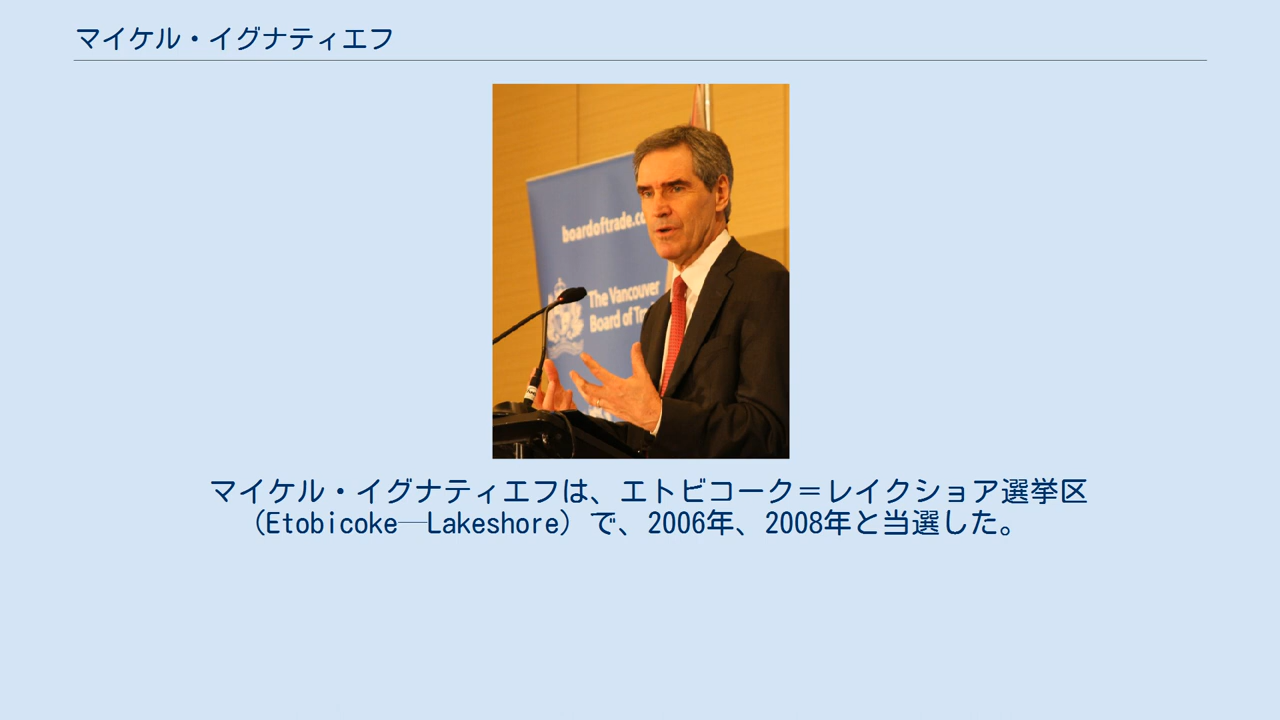 マイケル・イグナティエフ
boardoftrade.co
The Vancouver
Board of Tr
マイケル・イグナティエフは、エトビコーク＝レイクショア選挙区
（Etobicoke—Lakeshore）で、2006年、2008年と当選した。